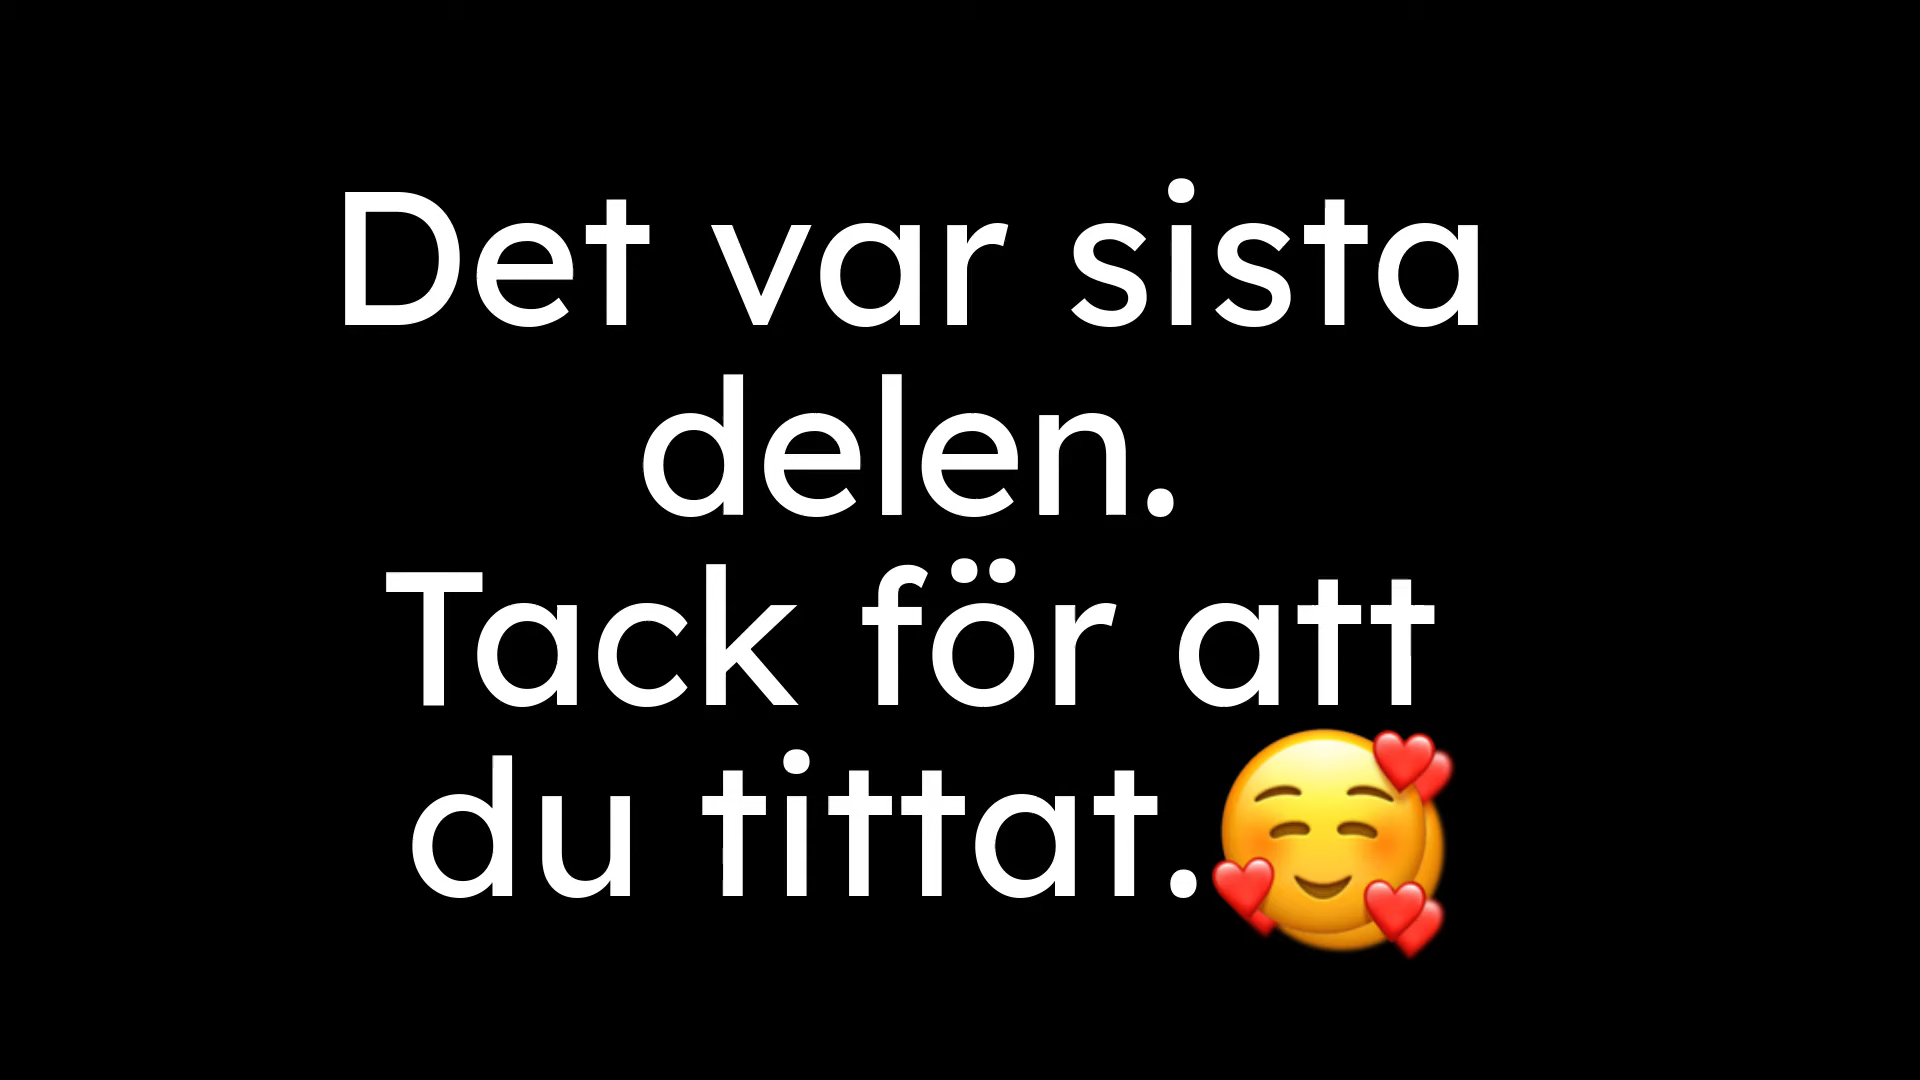 Det var sista
delen.
Tack för att
du tittat.🥰